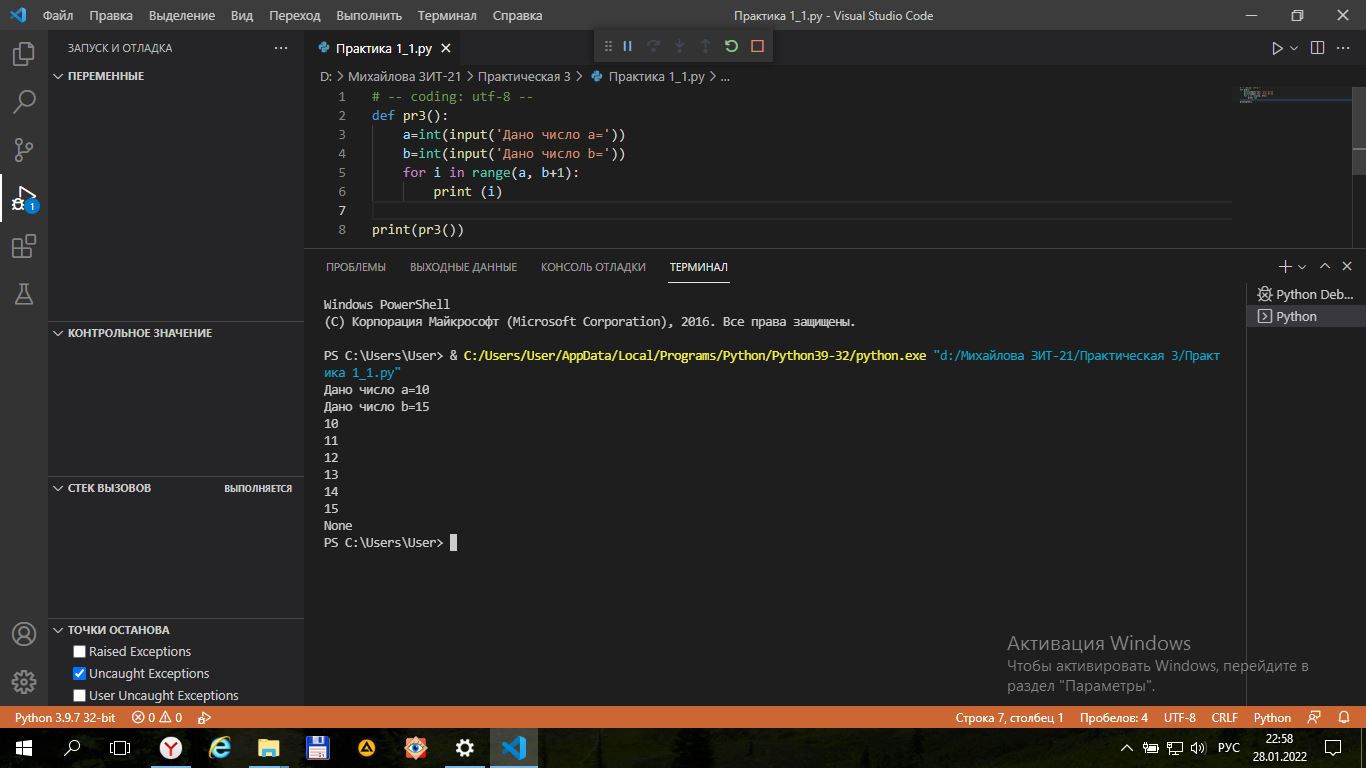 Файл Правка Выделение Вид Переход Выполнить Терминал Справка Практика 1_1.py - Visual Studio Code
ЗАПУСК И ОТЛАДКА
Практика 1_1.py
ПЕРЕМЕННЫЕ
D: > Михайлова ЗИТ-21 > Практическая 3 > Практика 1_1.py > ...
1 # -- coding: utf-8 --
2 def pr3():
3 a=int(input('Дано число a='))
4 b=int(input('Дано число b='))
5 for i in range(a, b+1):
6 print (i)
7
8 print(pr3())
1
ПРОБЛЕМЫ ВЫХОДНЫЕ ДАННЫЕ КОНСОЛЬ ОТЛАДКИ ТЕРМИНАЛ
Windows PowerShell
(C) Корпорация Майкрософт (Microsoft Corporation), 2016. Все права защищены.
PS C:\Users\User> & C:/Users/User/AppData/Local/Programs/Python/Python39-32/python.exe "d:/Михайлова ЗИТ-21/Практическая 3/Практ
ика 1_1.py"
Дано число a=10
Дано число b=15
10
11
12
13
14
15
None
PS C:\Users\User>
Python Deb...
Python
КОНТРОЛЬНОЕ ЗНАЧЕНИЕ
СТЕК ВЫЗОВОВ ВЫПОЛНЯЕТСЯ
ТОЧКИ ОСТАНОВА
Raised Exceptions
Uncaught Exceptions
User Uncaught Exceptions
Активация Windows
Чтобы активировать Windows, перейдите в
раздел "Параметры".
Python 3.9.7 32-bit 0 0 Строка 7, столбец 1 Пробелов: 4 UTF-8 CRLF Python
РУС 22:58
28.01.2022